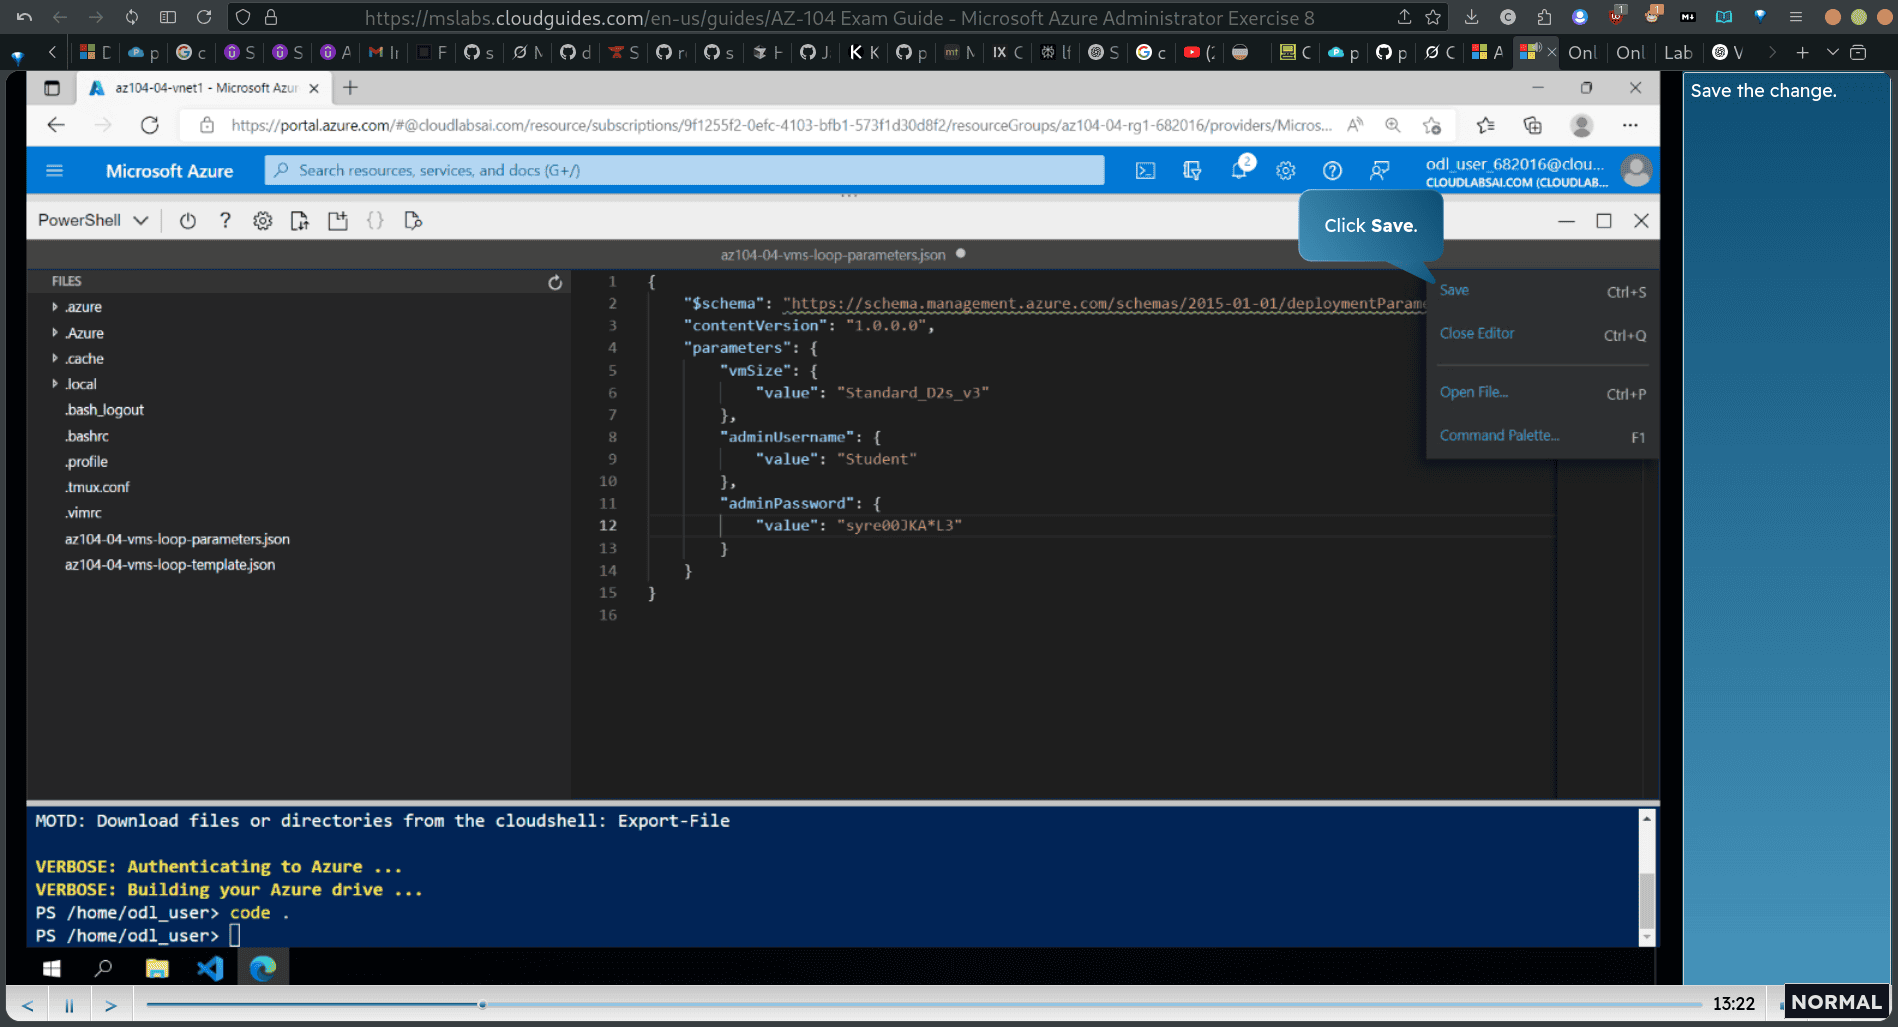 https://mslabs.cloudguides.com/en-us/guides/AZ-104 Exam Guide - Microsoft Azure Administrator Exercise 8
Onl
Onl
Lab
Save the change.
az104-04-vnet1 - Microsoft Azur
https://portal.azure.com/#@cloudlabsai.com/resource/subscriptions/9f1255f2-0efc-4103-bfb1-573f1d30d8f2/resourceGroups/az104-04-rg1-682016/providers/Micros...
Microsoft Azure
Search resources, services, and docs (G+/)
2
odl_user_682016@clou...
CLOUDLABSAI.COM (CLOUDLAB...
PowerShell
Click Save.
az104-04-vms-loop-parameters.json
FILES
.azure
.Azure
.cache
.local
.bash_logout
.bashrc
.profile
.tmux.conf
.vimrc
az104-04-vms-loop-parameters.json
az104-04-vms-loop-template.json
1 {
2 "$schema": "https://schema.management.azure.com/schemas/2015-01-01/deploymentParame
3 "contentVersion": "1.0.0.0",
4 "parameters": {
5 "vmSize": {
6 "value": "Standard_D2s_v3"
7 },
8 "adminUsername": {
9 "value": "Student"
10 },
11 "adminPassword": {
12 "value": "syre00JKA*L3"
13 }
14 }
15 }
16
Save Ctrl+S
Close Editor Ctrl+Q
Open File... Ctrl+P
Command Palette... F1
MOTD: Download files or directories from the cloudshell: Export-File
VERBOSE: Authenticating to Azure ...
VERBOSE: Building your Azure drive ...
PS /home/odl_user> code .
PS /home/odl_user>
13:22
NORMAL